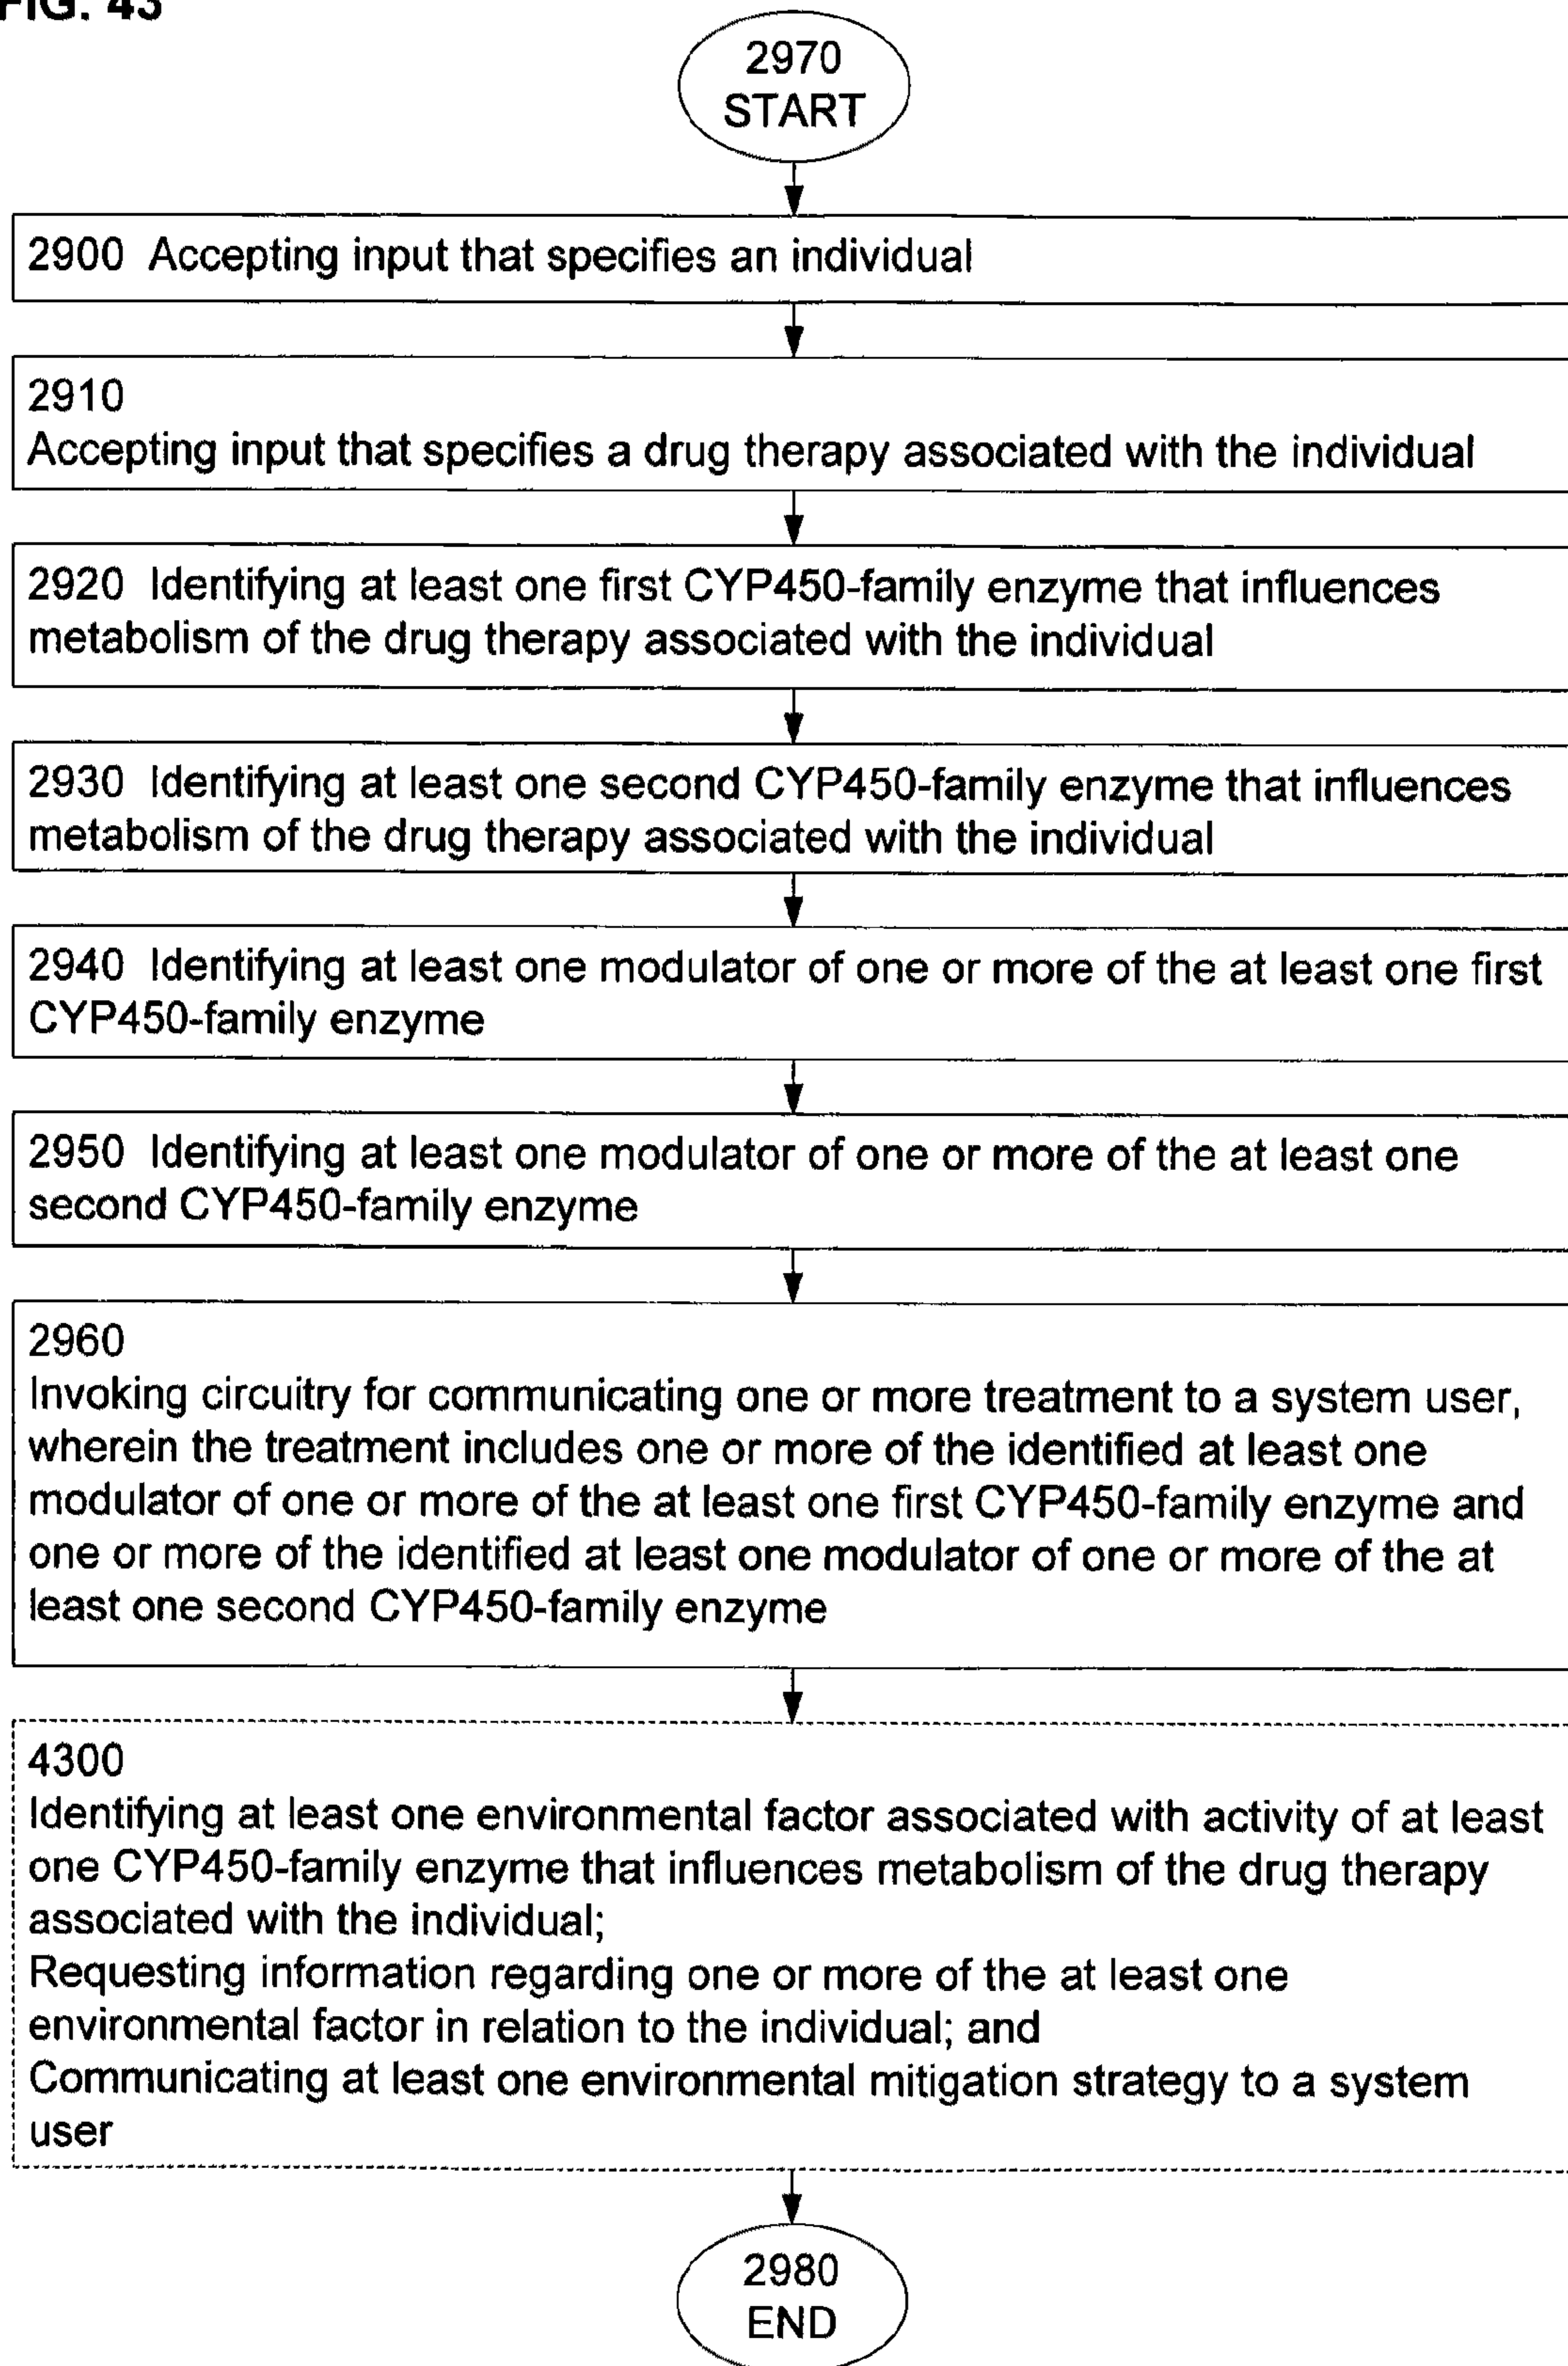 FIG. 43
2970
START
2900 Accepting input that specifies an individual
2910
Accepting input that specifies a drug therapy associated with the individual
2920 Identifying at least one first CYP450-family enzyme that influences
metabolism of the drug therapy associated with the individual
2930 Identifying at least one second CYP450-family enzyme that influences
metabolism of the drug therapy associated with the individual
2940 Identifying at least one modulator of one or more of the at least one first
CYP450-family enzyme
2950 Identifying at least one modulator of one or more of the at least one
second CYP450-family enzyme
2960
Invoking circuitry for communicating one or more treatment to a system user,
wherein the treatment includes one or more of the identified at least one
modulator of one or more of the at least one first CYP450-family enzyme and
one or more of the identified at least one modulator of one or more of the at
least one second CYP450-family enzyme
4300
Identifying at least one environmental factor associated with activity of at least
one CYP450-family enzyme that influences metabolism of the drug therapy
associated with the individual;
Requesting information regarding one or more of the at least one
environmental factor in relation to the individual; and
Communicating at least one environmental mitigation strategy to a system
user
2980
END